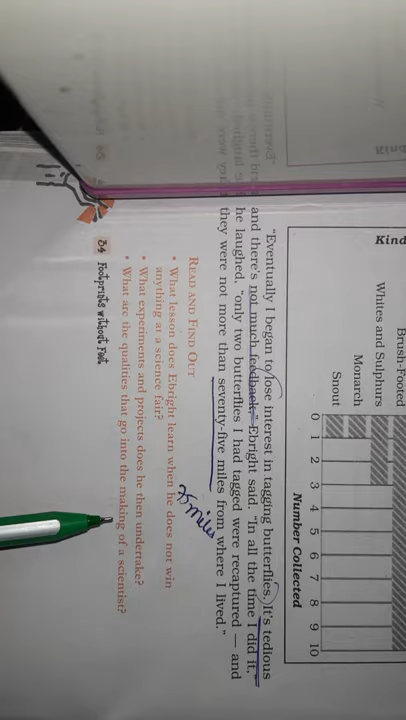 Kind
Brush-Footed
Whites and Sulphurs
Monarch
Snout
0 1 2 3 4 5 6 7 8 9 10
Number Collected
“Eventually I began to lose interest in tagging butterflies. It's tedious
and there's not much feedback,” Ebright said. “In all the time I did it,”
he laughed, “only two butterflies I had tagged were recaptured — and
they were not more than seventy-five miles from where I lived.”
75 miles
READ AND FIND OUT
• What lesson does Ebright learn when he does not win
anything at a science fair?
• What experiments and projects does he then undertake?
• What are the qualities that go into the making of a scientist?
34 Footprints without Feet